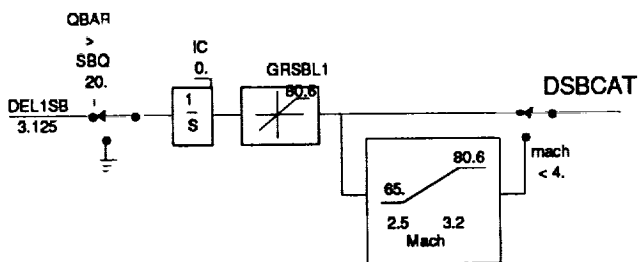 QBAR
>
SBQ
20.
DEL1SB
3.125
IC
0.
1
S
GRSBL1
80.6
DSBCAT
mach
< 4.
80.6
65.
2.5 3.2
Mach